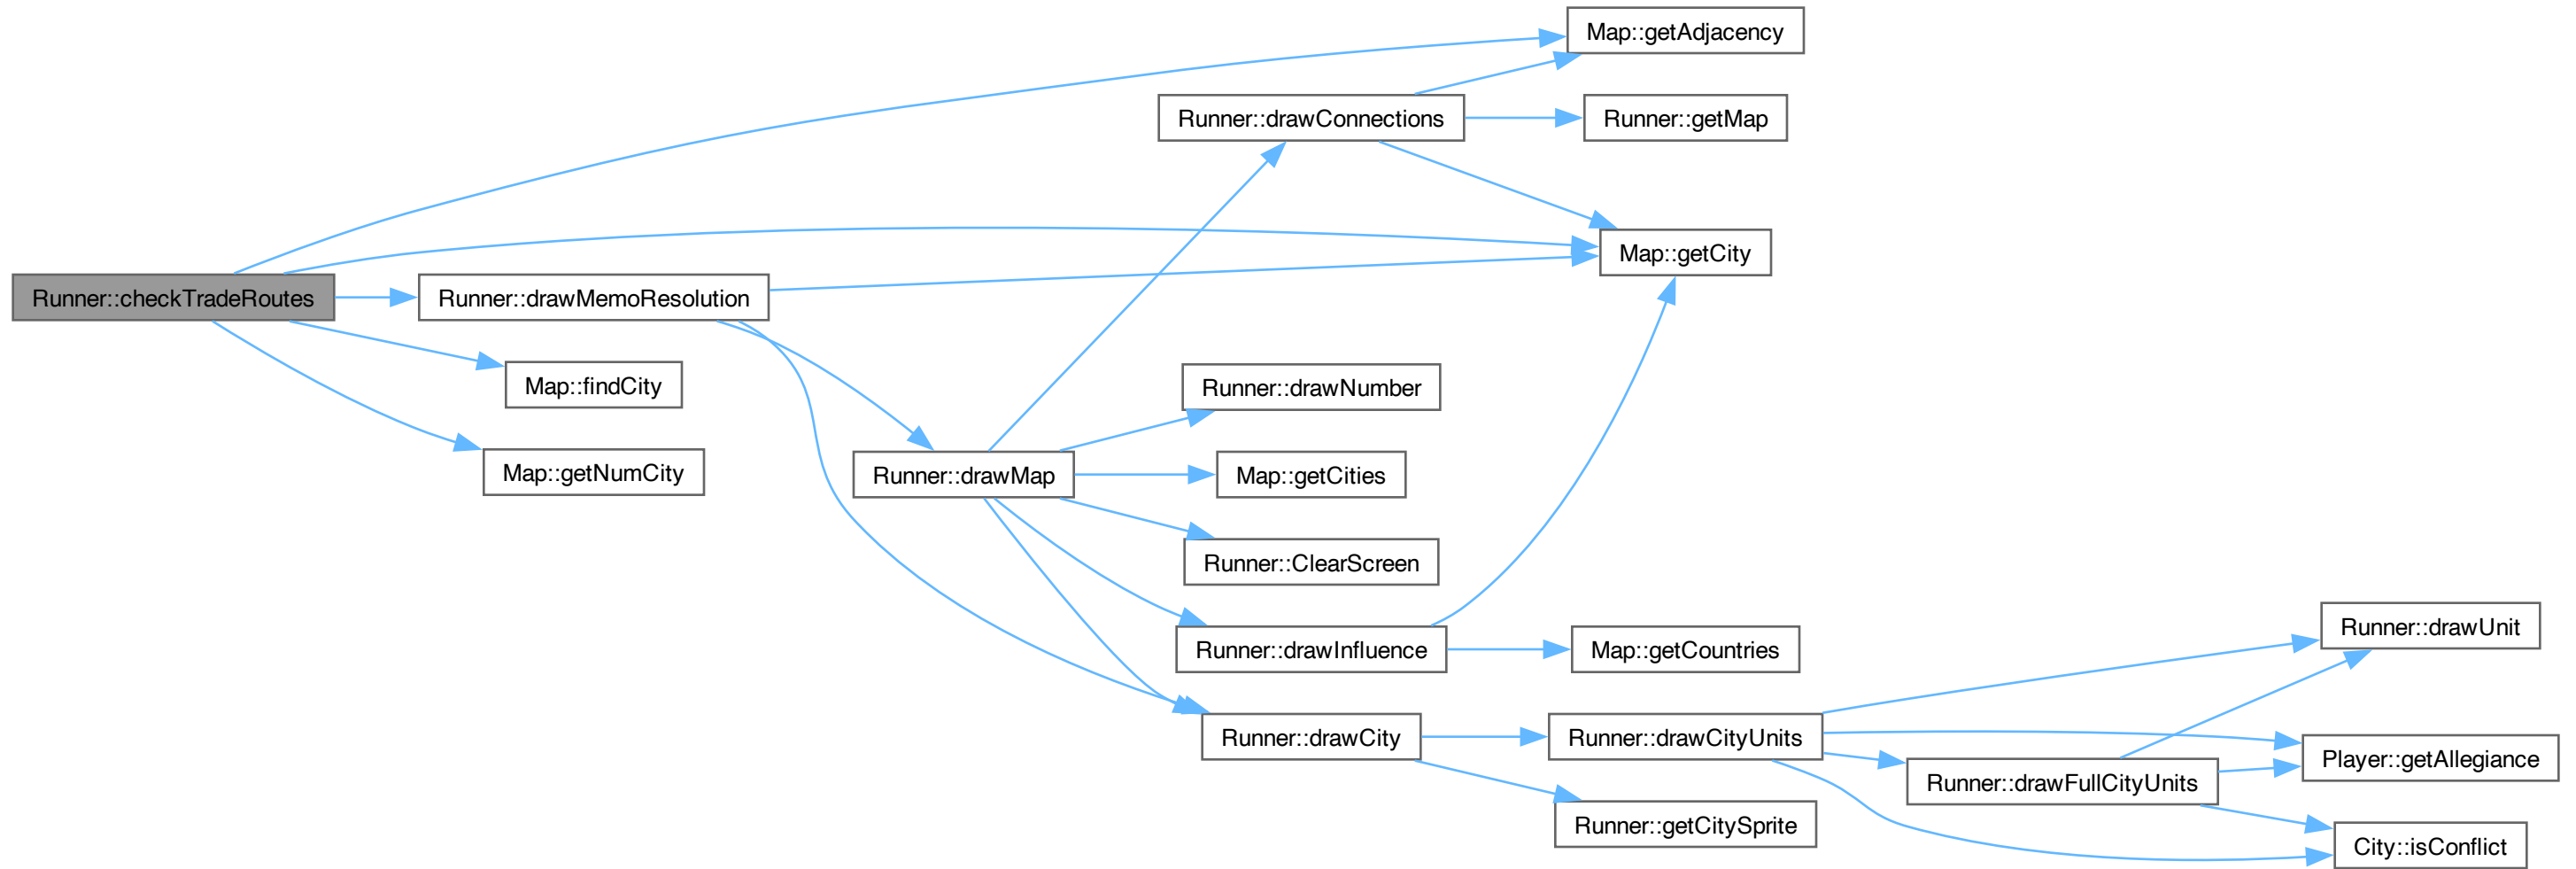 Map::getAdjacency
Runner::drawConnections
Runner::getMap
Map::getCity
Runner::checkTradeRoutes
Runner::drawMemoResolution
Map::findCity
Runner::drawNumber
Map::getNumCity
Runner::drawMap
Map::getCities
Runner::ClearScreen
Runner::drawInfluence
Map::getCountries
Runner::drawUnit
Runner::drawCity
Runner::drawCityUnits
Player::getAllegiance
Runner::drawFullCityUnits
Runner::getCitySprite
City::isConflict